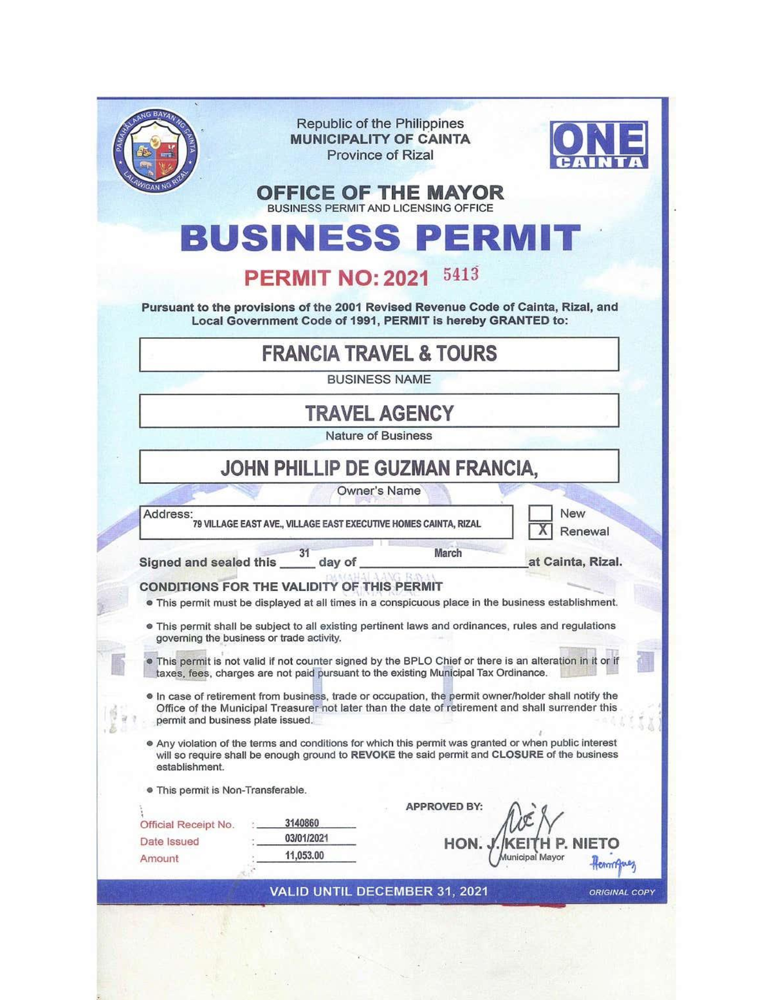 PAMAHALAANG BAYAN NG CAINTA
LALAWIGAN NG RIZAL
Republic of the Philippines
MUNICIPALITY OF CAINTA
Province of Rizal
ONE
CAINTA
OFFICE OF THE MAYOR
BUSINESS PERMIT AND LICENSING OFFICE
BUSINESS PERMIT
PERMIT NO: 2021 5413
Pursuant to the provisions of the 2001 Revised Revenue Code of Cainta, Rizal, and
Local Government Code of 1991, PERMIT is hereby GRANTED to:
FRANCIA TRAVEL & TOURS
BUSINESS NAME
TRAVEL AGENCY
Nature of Business
JOHN PHILLIP DE GUZMAN FRANCIA,
Owner's Name
Address:
79 VILLAGE EAST AVE., VILLAGE EAST EXECUTIVE HOMES CAINTA, RIZAL
New
X Renewal
Signed and sealed this 31 day of March at Cainta, Rizal.
PAMAHALAANG BAYAN
CAINTA RIZAL
CONDITIONS FOR THE VALIDITY OF THIS PERMIT
• This permit must be displayed at all times in a conspicuous place in the business establishment.
• This permit shall be subject to all existing pertinent laws and ordinances, rules and regulations
governing the business or trade activity.
• This permit is not valid if not counter signed by the BPLO Chief or there is an alteration in it or if
taxes, fees, charges are not paid pursuant to the existing Municipal Tax Ordinance.
• In case of retirement from business, trade or occupation, the permit owner/holder shall notify the
Office of the Municipal Treasurer not later than the date of retirement and shall surrender this
permit and business plate issued.
• Any violation of the terms and conditions for which this permit was granted or when public interest
will so require shall be enough ground to REVOKE the said permit and CLOSURE of the business
establishment.
• This permit is Non-Transferable.
APPROVED BY:
Official Receipt No. : 3140860
Date Issued : 03/01/2021
Amount : 11,053.00
HON. J. KEITH P. NIETO
Municipal Mayor
VALID UNTIL DECEMBER 31, 2021
ORIGINAL COPY